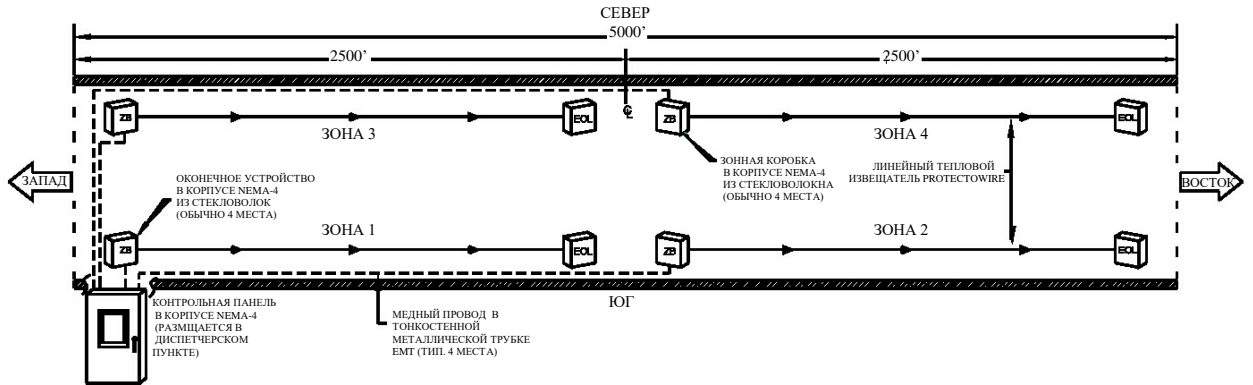 СЕВЕР
5000’
2500’
2500’
ZB
EOL
ZB
EOL
ЗОНА 3
ЗОНА 4
ЗОННАЯ КОРОБКА
В КОРПУСЕ NEMA-4
ИЗ СТЕКЛОВОЛОКНА
(ОБЫЧНО 4 МЕСТА)
ЛИНЕЙНЫЙ ТЕПЛОВОЙ
ИЗВЕЩАТЕЛЬ PROTECTOWIRE
ЗАПАД
ВОСТОК
ОКОНЕЧНОЕ УСТРОЙСТВО
В КОРПУСЕ NEMA-4
ИЗ СТЕКЛОВОЛОК
(ОБЫЧНО 4 МЕСТА)
ZB
ЗОНА 1
EOL
ZB
ЗОНА 2
EOL
ЮГ
КОНТРОЛЬНАЯ ПАНЕЛЬ
В КОРПУСЕ NEMA-4
(РАЗМЩАЕТСЯ В
ДИСПЕТЧЕРСКОМ
ПУНКТЕ)
МЕДНЫЙ ПРОВОД В
ТОНКОСТЕННОЙ
МЕТАЛЛИЧЕСКОЙ ТРУБКЕ
EMT (ТИП. 4 МЕСТА)